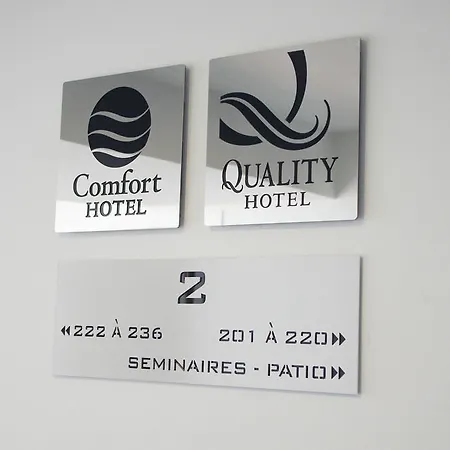 Comfort
HOTEL
QUALITY
HOTEL
2
222 À 236
201 À 220
SEMINAIRES - PATIO